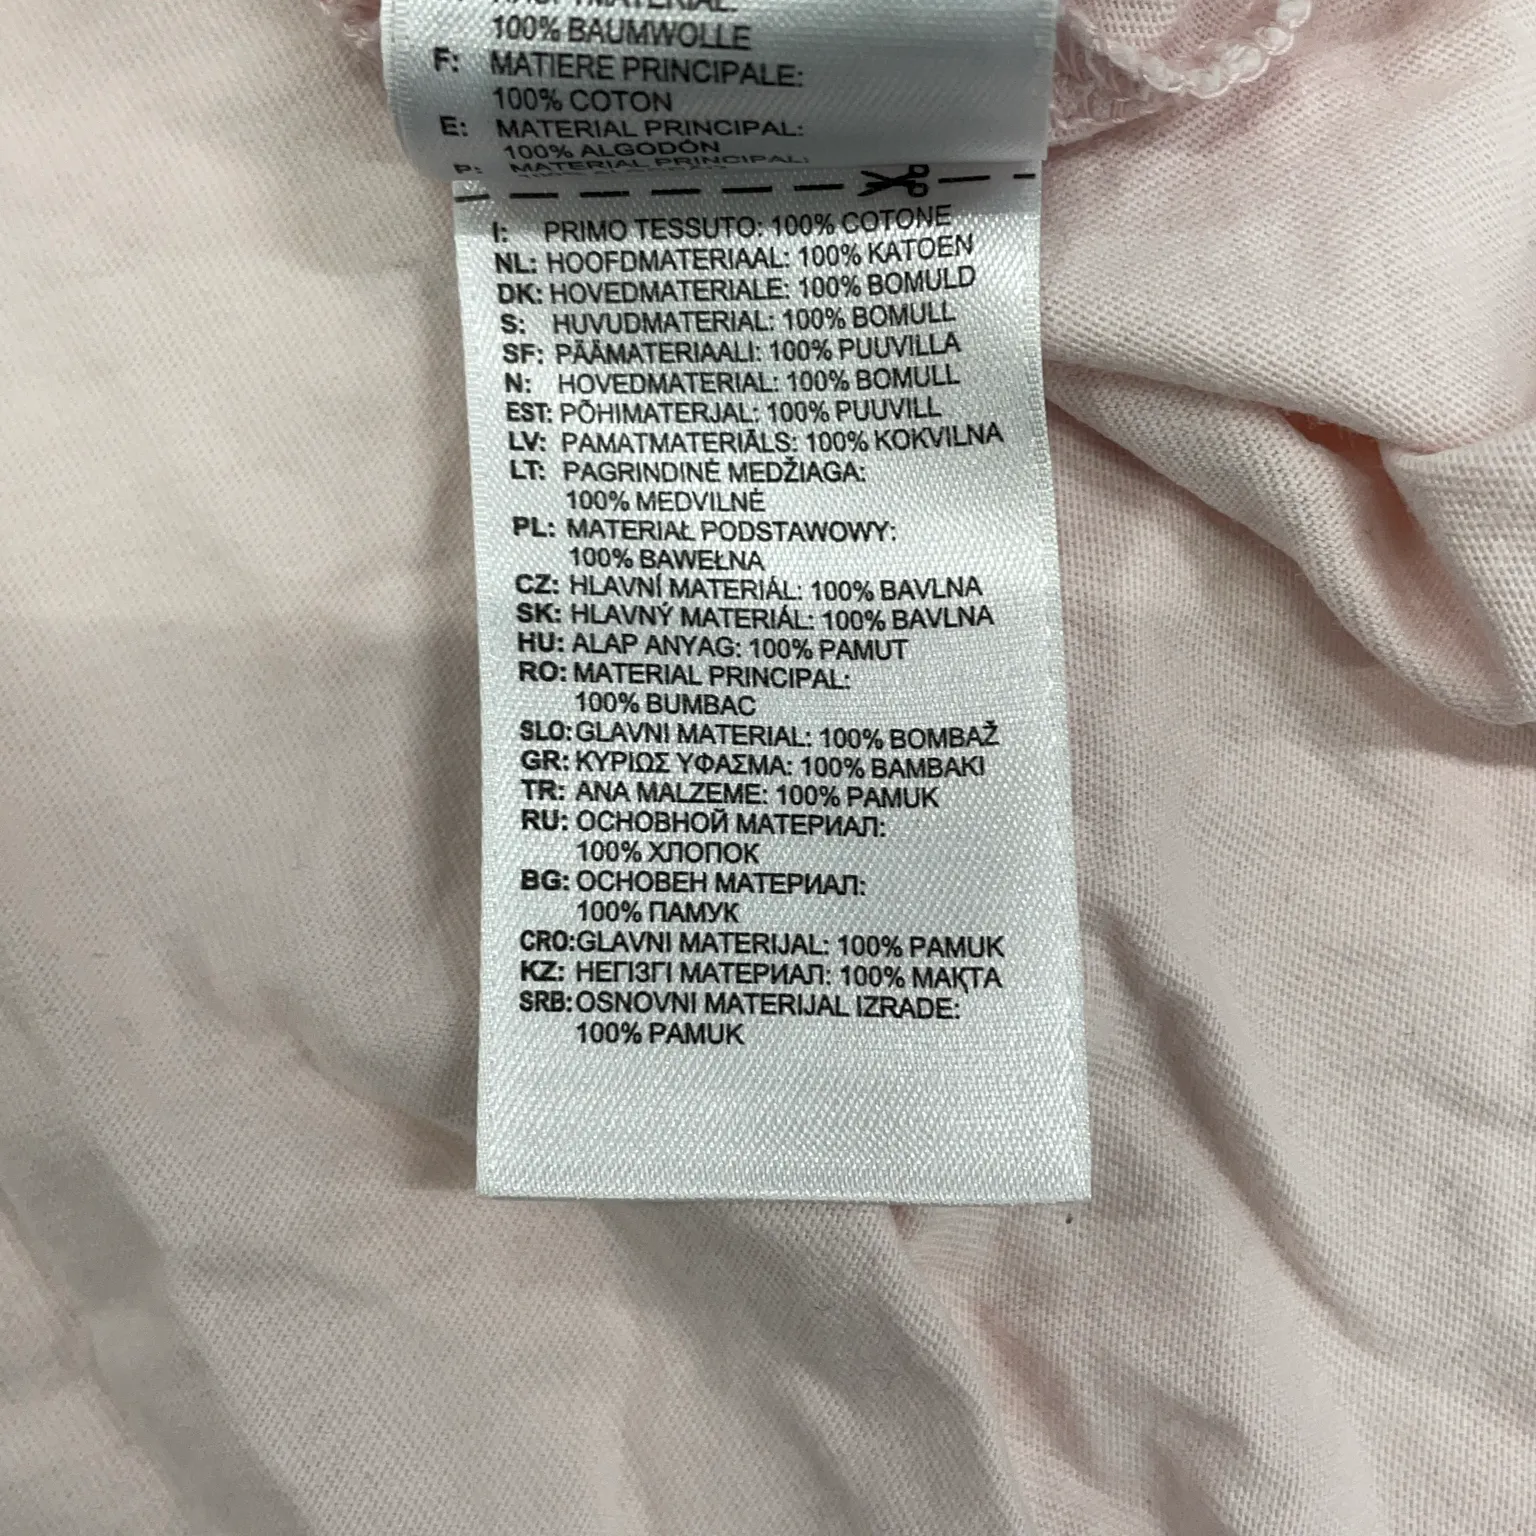 HAUPTMATERIAL:
100% BAUMWOLLE
F: MATIERE PRINCIPALE:
100% COTON
E: MATERIAL PRINCIPAL:
100% ALGODÓN
P: MATERIAL PRINCIPAL:
I: PRIMO TESSUTO: 100% COTONE
NL: HOOFDMATERIAAL: 100% KATOEN
DK: HOVEDMATERIALE: 100% BOMULD
S: HUVUDMATERIAL: 100% BOMULL
SF: PÄÄMATERIAALI: 100% PUUVILLA
N: HOVEDMATERIAL: 100% BOMULL
EST: PÕHIMATERJAL: 100% PUUVILL
LV: PAMATMATERIĀLS: 100% KOKVILNA
LT: PAGRINDINĖ MEDŽIAGA:
100% MEDVILNĖ
PL: MATERIAŁ PODSTAWOWY:
100% BAWEŁNA
CZ: HLAVNÍ MATERIÁL: 100% BAVLNA
SK: HLAVNÝ MATERIÁL: 100% BAVLNA
HU: ALAP ANYAG: 100% PAMUT
RO: MATERIAL PRINCIPAL:
100% BUMBAC
SLO: GLAVNI MATERIAL: 100% BOMBAŽ
GR: ΚΥΡΙΩΣ ΥΦΑΣΜΑ: 100% ΒΑΜΒΑΚΙ
TR: ANA MALZEME: 100% PAMUK
RU: ОСНОВНОЙ МАТЕРИАЛ:
100% ХЛОПОК
BG: ОСНОВЕН МАТЕРИАЛ:
100% ПАМУК
CRO: GLAVNI MATERIJAL: 100% PAMUK
KZ: НЕГІЗГІ МАТЕРИАЛ: 100% МАҚТА
SRB: OSNOVNI MATERIJAL IZRADE:
100% PAMUK